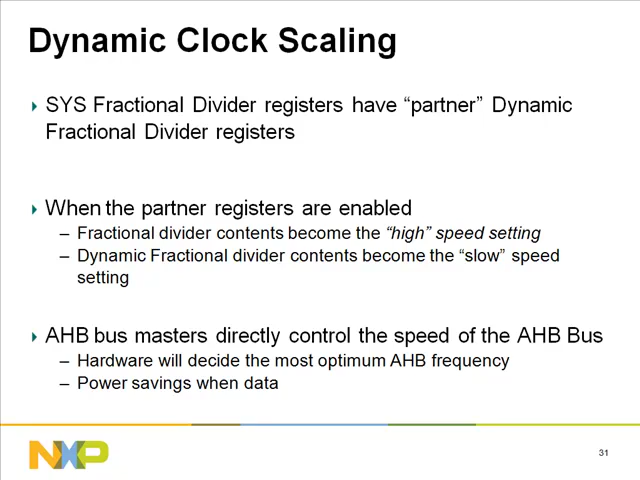 Dynamic Clock Scaling
SYS Fractional Divider registers have “partner” Dynamic
Fractional Divider registers
When the partner registers are enabled
– Fractional divider contents become the “high” speed setting
– Dynamic Fractional divider contents become the “slow” speed
setting
AHB bus masters directly control the speed of the AHB Bus
– Hardware will decide the most optimum AHB frequency
– Power savings when data
NXP
31